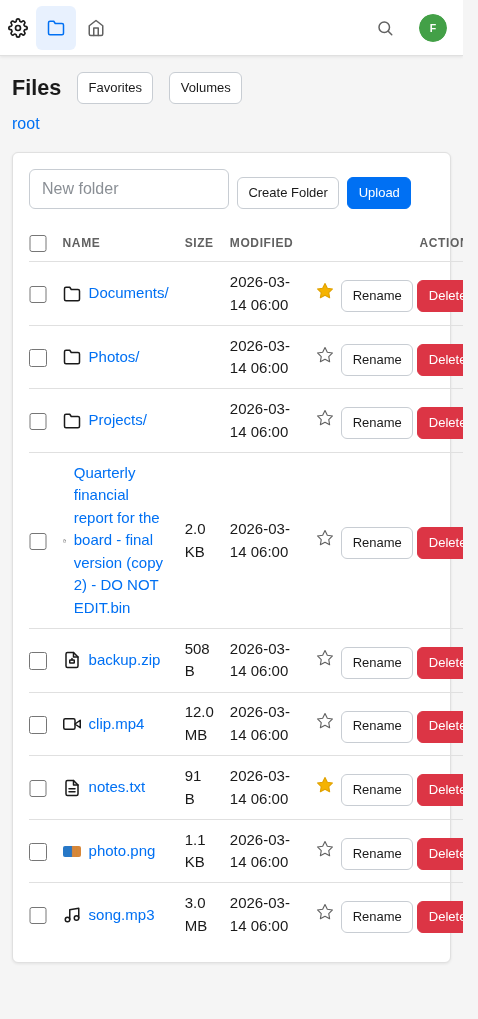 F
Files
Favorites
Volumes
root
New folder
Create Folder
Upload
NAME SIZE MODIFIED ACTION
Documents/
2026-03-
14 06:00
Rename
Delete
Photos/
2026-03-
14 06:00
Rename
Delete
Projects/
2026-03-
14 06:00
Rename
Delete
Quarterly
financial
report for the
board - final
version (copy
2) - DO NOT
EDIT.bin
2.0
KB
2026-03-
14 06:00
Rename
Delete
backup.zip
508
B
2026-03-
14 06:00
Rename
Delete
clip.mp4
12.0
MB
2026-03-
14 06:00
Rename
Delete
notes.txt
91
B
2026-03-
14 06:00
Rename
Delete
photo.png
1.1
KB
2026-03-
14 06:00
Rename
Delete
song.mp3
3.0
MB
2026-03-
14 06:00
Rename
Delete